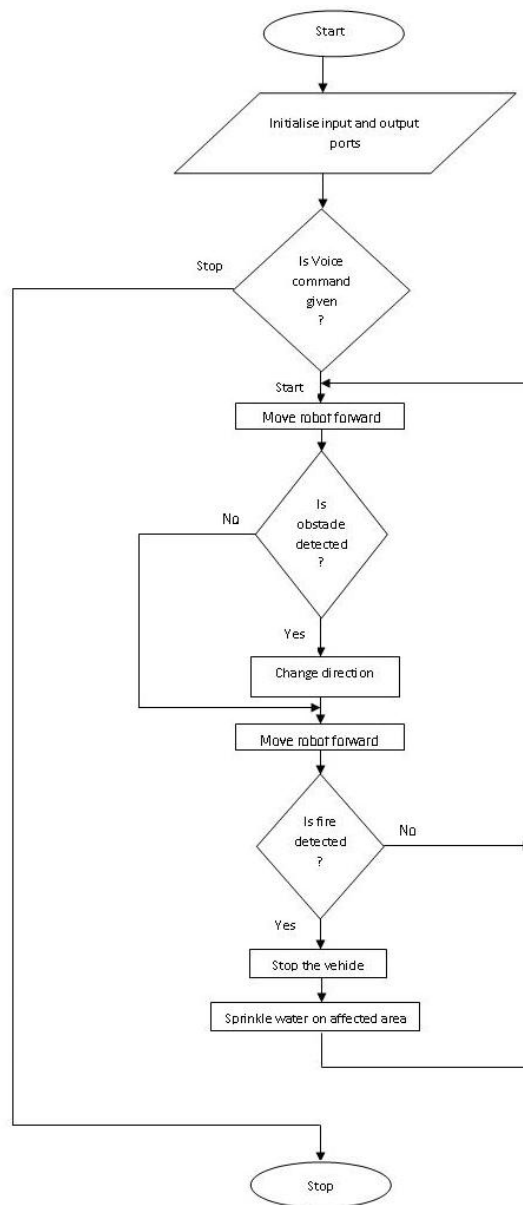 Start
Initialise input and output
ports
Is Voice
command
given
?
Stop
Start
Move robot forward
Is
obstade
detected
?
No
Yes
Change direction
Move robot forward
Is fire
detected
?
No
Yes
Stop the vehicle
Sprinkle water on affected area
Stop